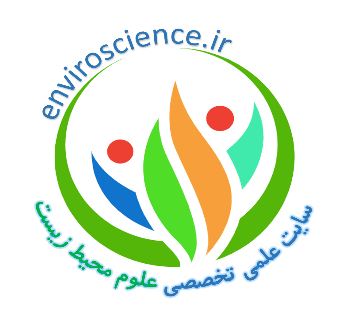 enviroscience.ir
سایت علمی تخصصی علوم محیط زیست